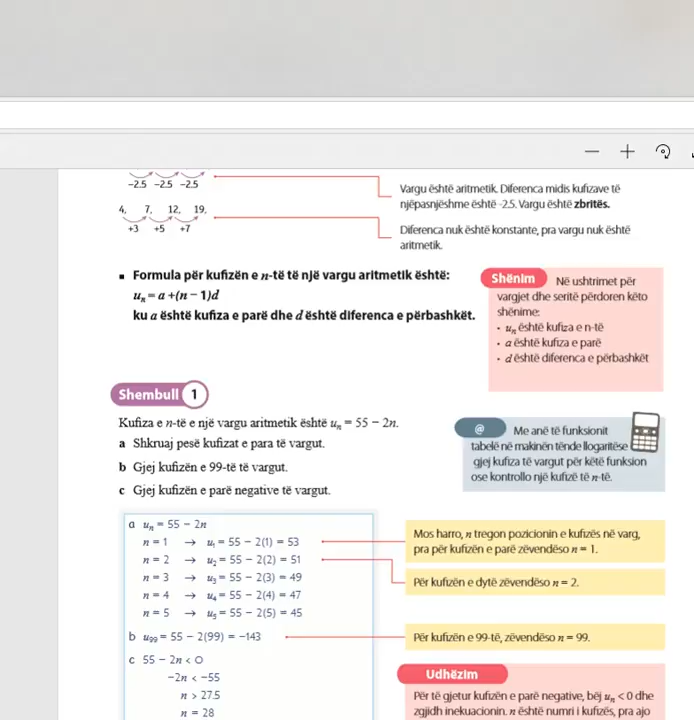 -2.5 -2.5 -2.5
Vargu është aritmetik. Diferenca midis kufizave të
njëpasnjëshme është -2.5. Vargu është zbritës.
4, 7, 12, 19,
+3 +5 +7
Diferenca nuk është konstante, pra vargu nuk është
aritmetik.
▪ Formula për kufizën e n-të të një vargu aritmetik është:
uₙ = a +(n − 1)d
ku a është kufiza e parë dhe d është diferenca e përbashkët.
Shënim Në ushtrimet për
vargjet dhe seritë përdoren këto
shënime:
• uₙ është kufiza e n-të
• a është kufiza e parë
• d është diferenca e përbashkët
Shembull 1
Kufiza e n-të e një vargu aritmetik është uₙ = 55 − 2n.
a Shkruaj pesë kufizat e para të vargut.
b Gjej kufizën e 99-të të vargut.
c Gjej kufizën e parë negative të vargut.
@ Me anë të funksionit
tabelë në makinën tënde llogaritëse
gjej kufiza të vargut për këtë funksion
ose kontrollo një kufizë të n-të.
a uₙ = 55 − 2n
n = 1 → u₁ = 55 − 2(1) = 53
n = 2 → u₂ = 55 − 2(2) = 51
n = 3 → u₃ = 55 − 2(3) = 49
n = 4 → u₄ = 55 − 2(4) = 47
n = 5 → u₅ = 55 − 2(5) = 45
b u₉₉ = 55 − 2(99) = −143
c 55 − 2n < 0
−2n < −55
n > 27.5
n = 28
Mos harro, n tregon pozicionin e kufizës në varg,
pra për kufizën e parë zëvendëso n = 1.
Për kufizën e dytë zëvendëso n = 2.
Për kufizën e 99-të, zëvendëso n = 99.
Udhëzim
Për të gjetur kufizën e parë negative, bëj uₙ < 0 dhe
zgjidh inekuacionin. n është numri i kufizës, pra ajo